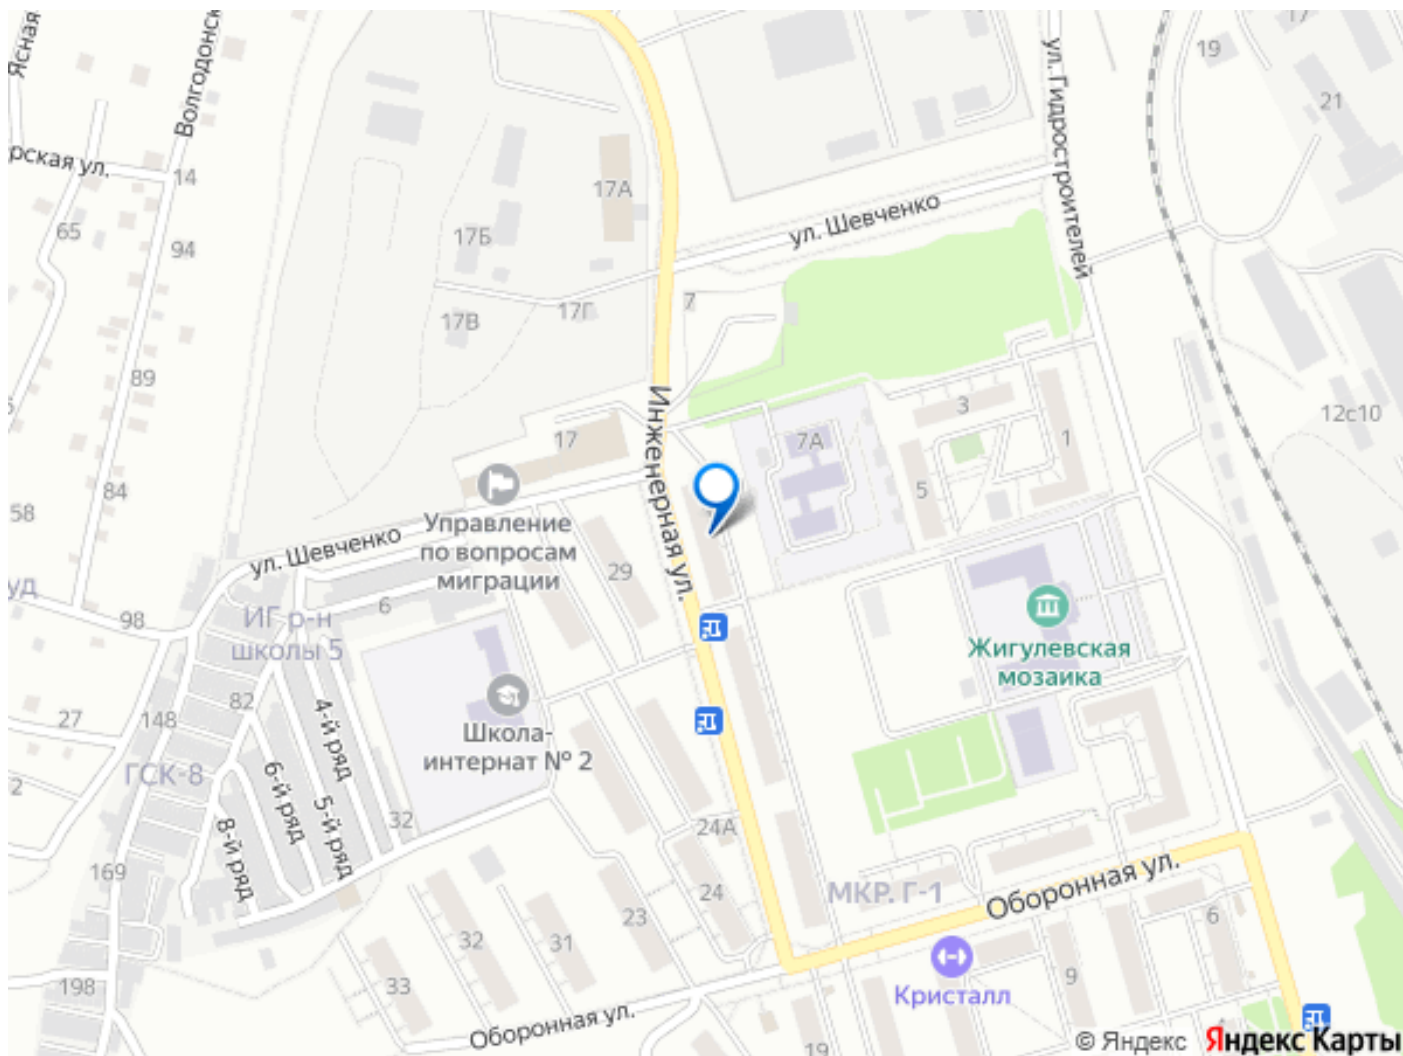 Ясная
Волгодонск
рская ул.
14
65
94
89
84
58
98
27
148
2
82
169
198
17А
17Б
17В
17Г
7
ул. Шевченко
ул. Гидростроителей
19
17
21
12с10
Инженерная ул.
17
Управление
по вопросам
миграции
ул. Шевченко
29
6
ИГ р-н
школы 5
уд
7А
3
1
5
Жигулевская
мозаика
Школа-
интернат № 2
ГСК-8
4-й ряд
5-й ряд
6-й ряд
8-й ряд
32
24А
24
23
31
32
33
МКР. Г-1
Оборонная ул.
Оборонная ул.
Кристалл
9
6
19
© Яндекс Яндекс Карты